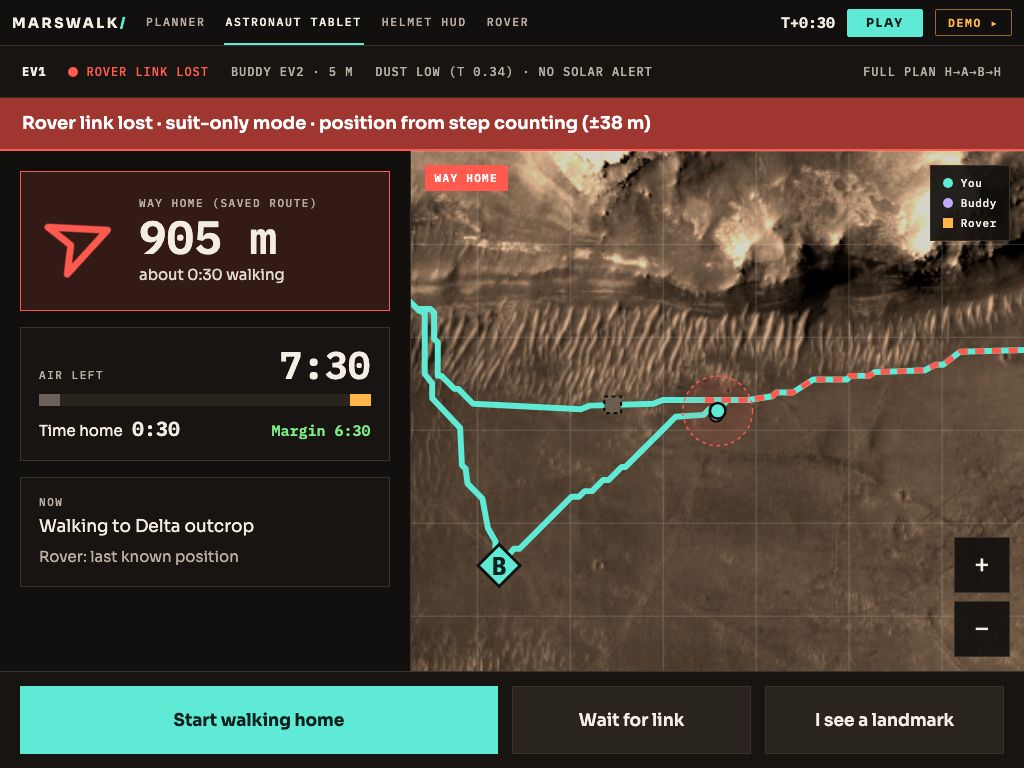 MARSWALK/ PLANNER ASTRONAUT TABLET HELMET HUD ROVER T+0:30 PLAY DEMO ▸
EV1 ROVER LINK LOST BUDDY EV2 · 5 M DUST LOW (T 0.34) · NO SOLAR ALERT FULL PLAN H→A→B→H
Rover link lost · suit-only mode · position from step counting (±38 m)
WAY HOME (SAVED ROUTE)
905 m
about 0:30 walking
AIR LEFT 7:30
Time home 0:30 Margin 6:30
NOW
Walking to Delta outcrop
Rover: last known position
WAY HOME
You
Buddy
Rover
B
+
−
Start walking home Wait for link I see a landmark